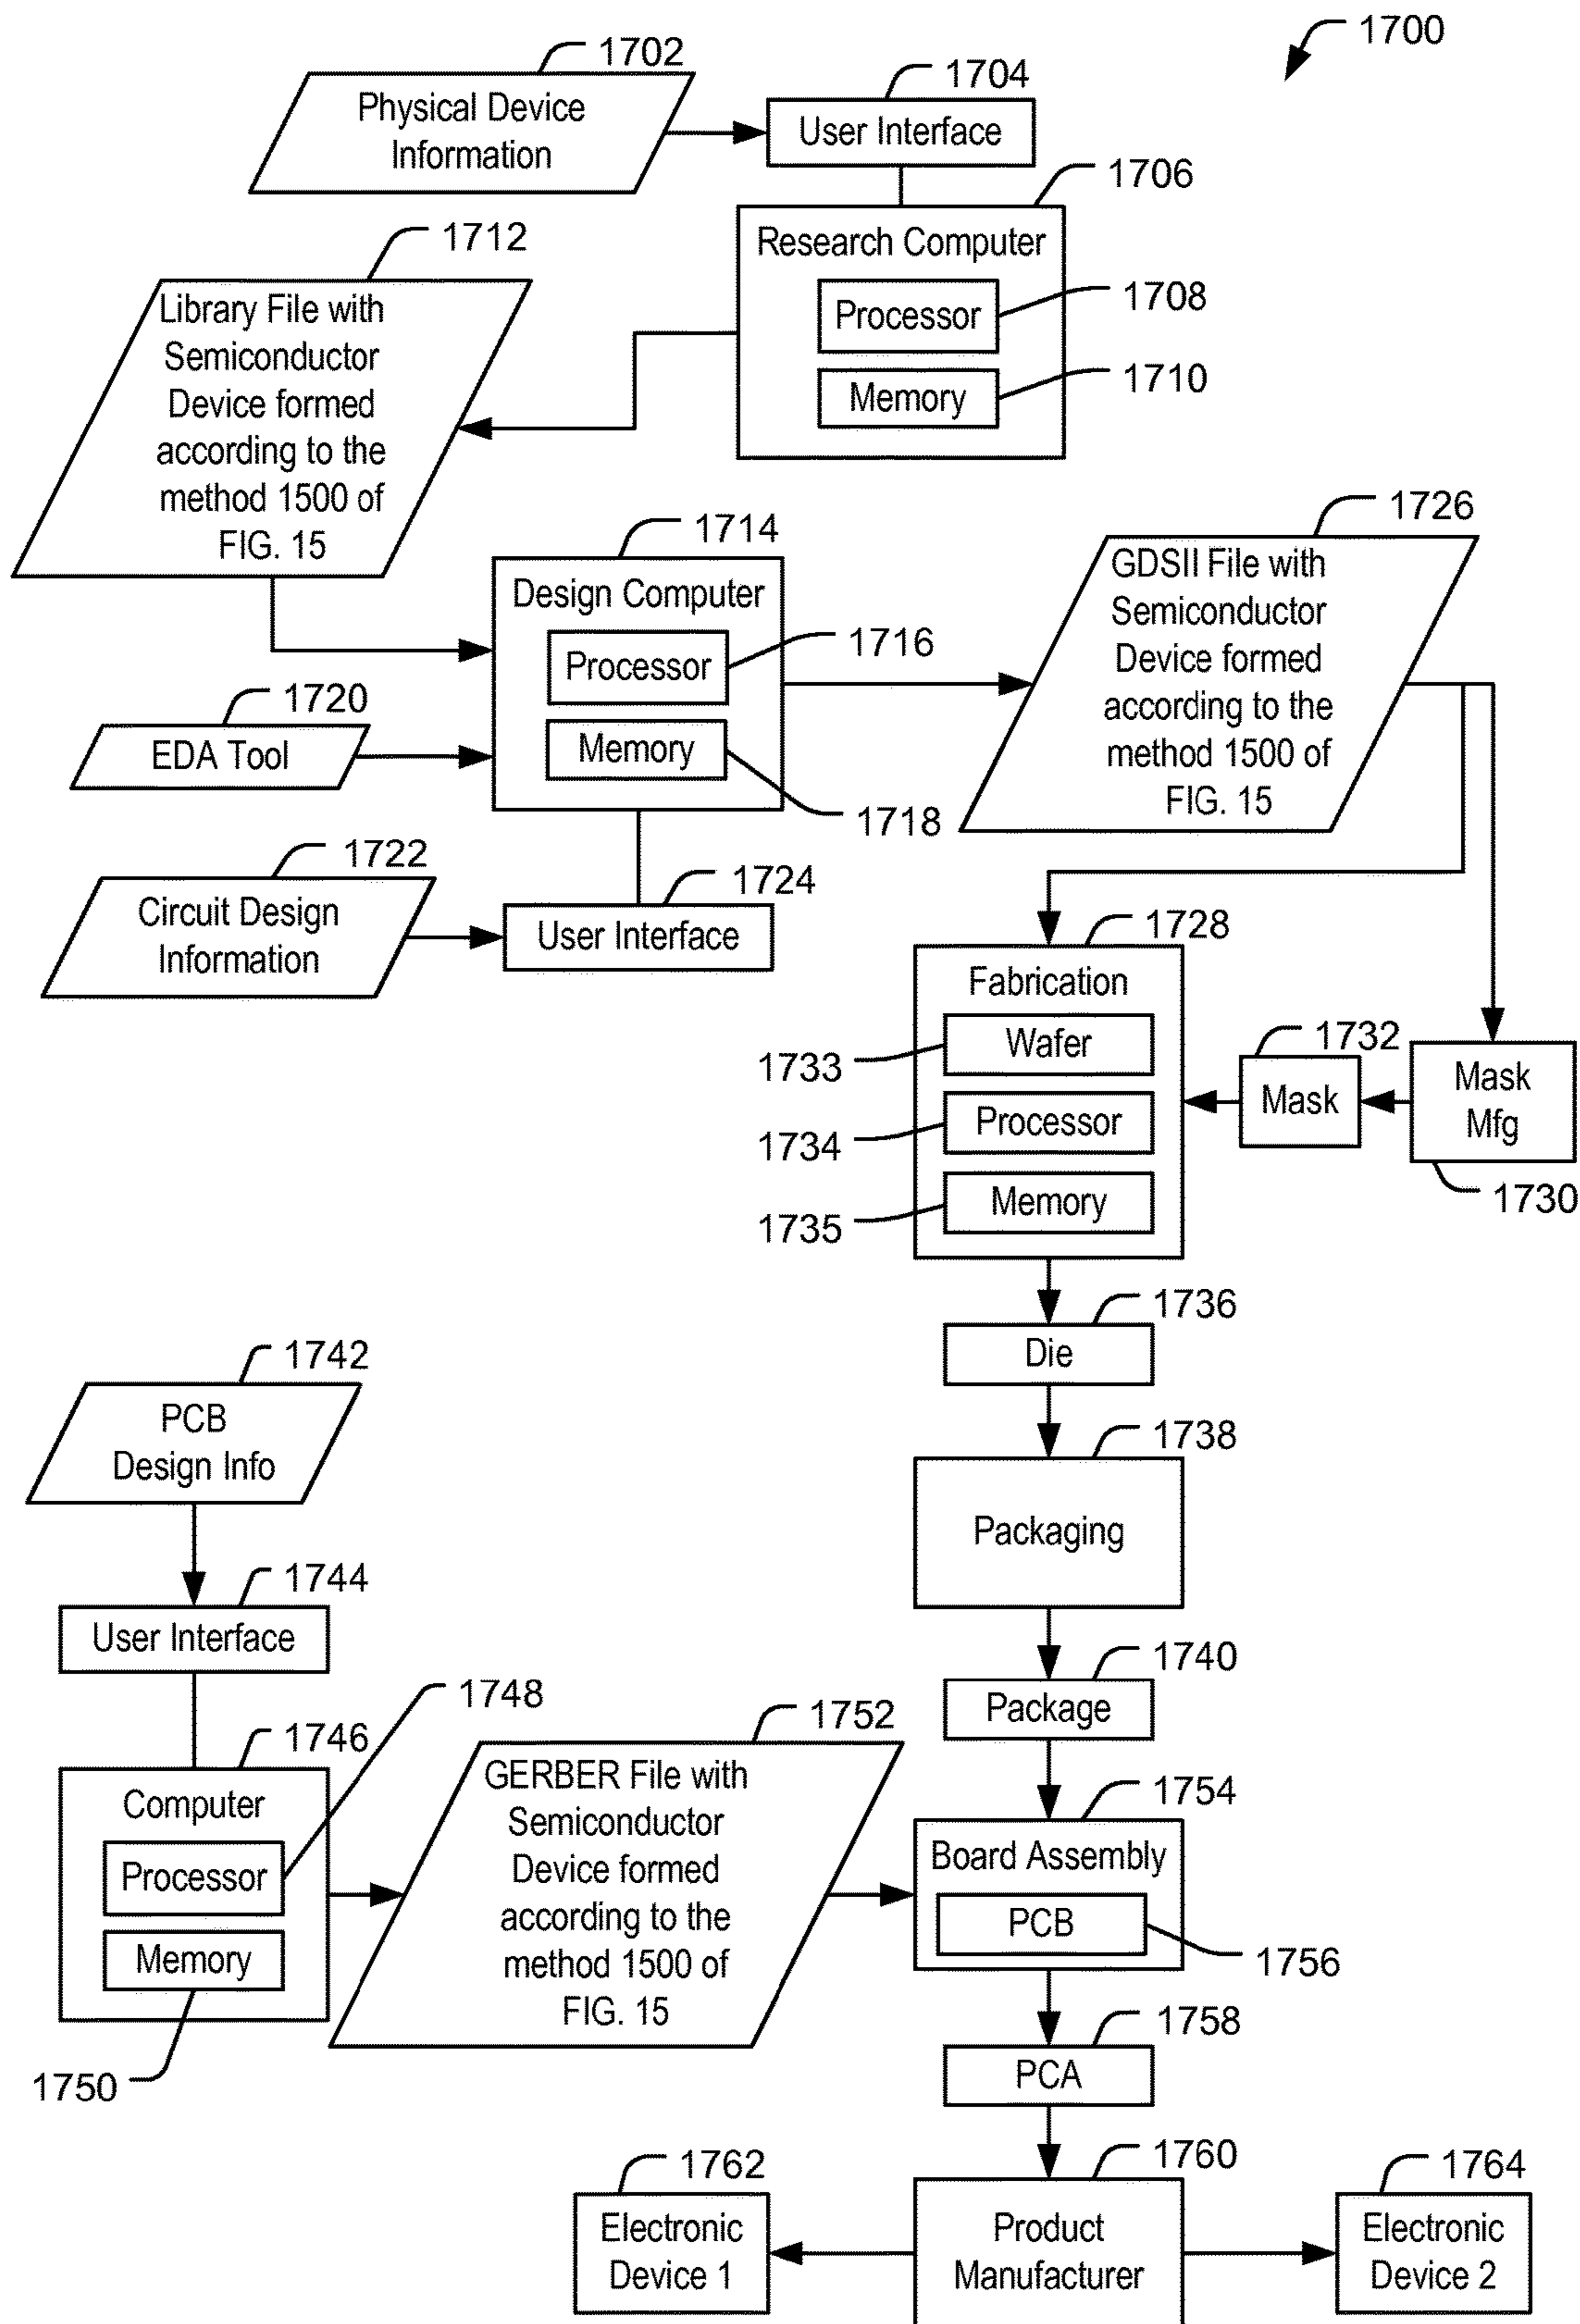 1700
1702
Physical Device
Information
1704
User Interface
1706
Research Computer
Processor
1708
Memory
1710
1712
Library File with
Semiconductor
Device formed
according to the
method 1500 of
FIG. 15
1714
Design Computer
Processor
1716
Memory
1718
1720
EDA Tool
1722
Circuit Design
Information
1724
User Interface
1726
GDSII File with
Semiconductor
Device formed
according to the
method 1500 of
FIG. 15
1728
Fabrication
Wafer
1733
Processor
1734
Memory
1735
1732
Mask
Mask
Mfg
1730
1736
Die
1738
Packaging
1740
Package
1742
PCB
Design Info
1744
User Interface
1746
Computer
Processor
1748
Memory
1750
1752
GERBER File with
Semiconductor
Device formed
according to the
method 1500 of
FIG. 15
1754
Board Assembly
PCB
1756
1758
PCA
1760
Product
Manufacturer
1762
Electronic
Device 1
1764
Electronic
Device 2